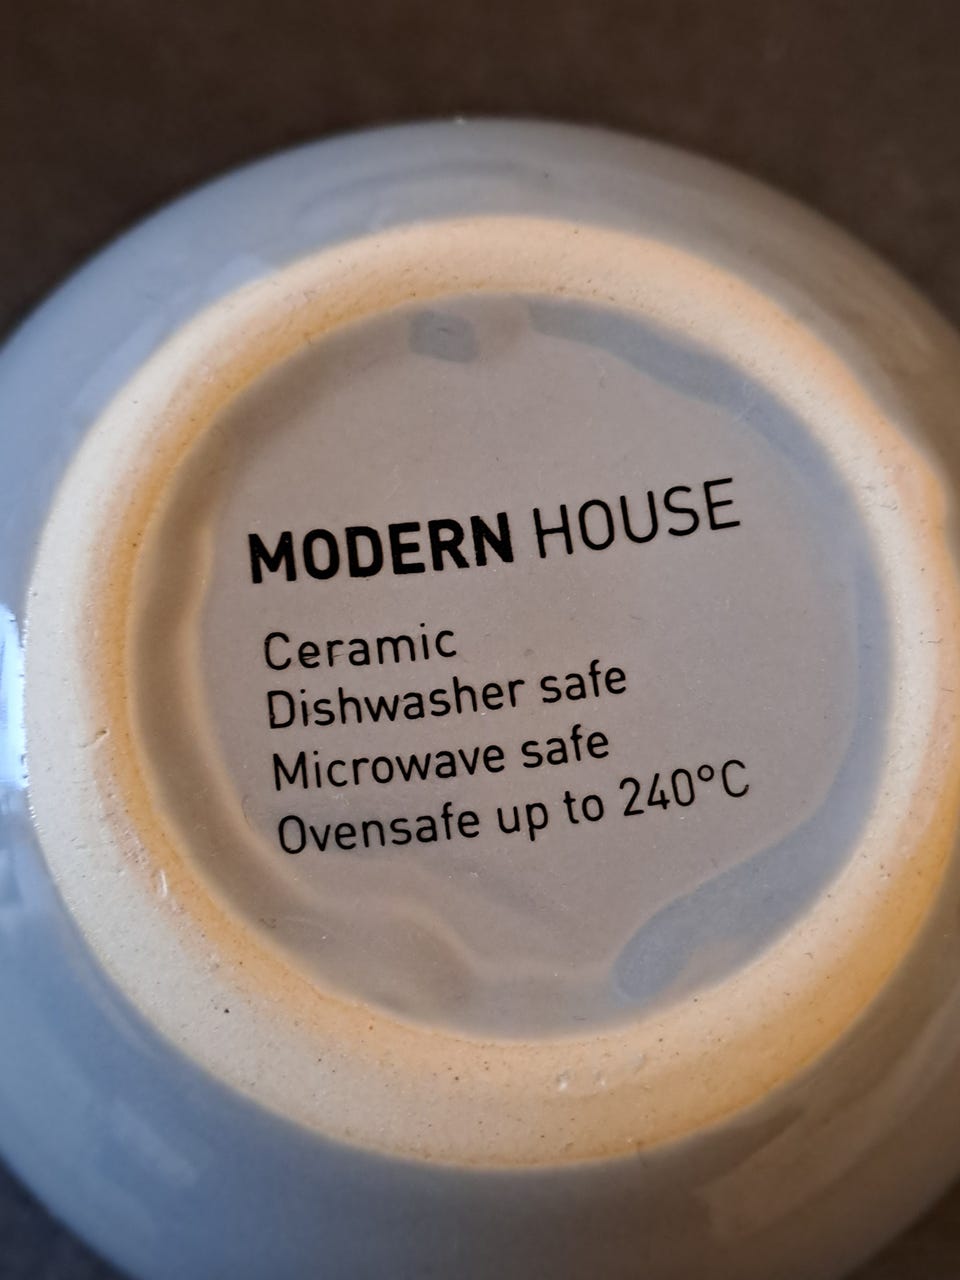 MODERN HOUSE
Ceramic
Dishwasher safe
Microwave safe
Ovensafe up to 240°C